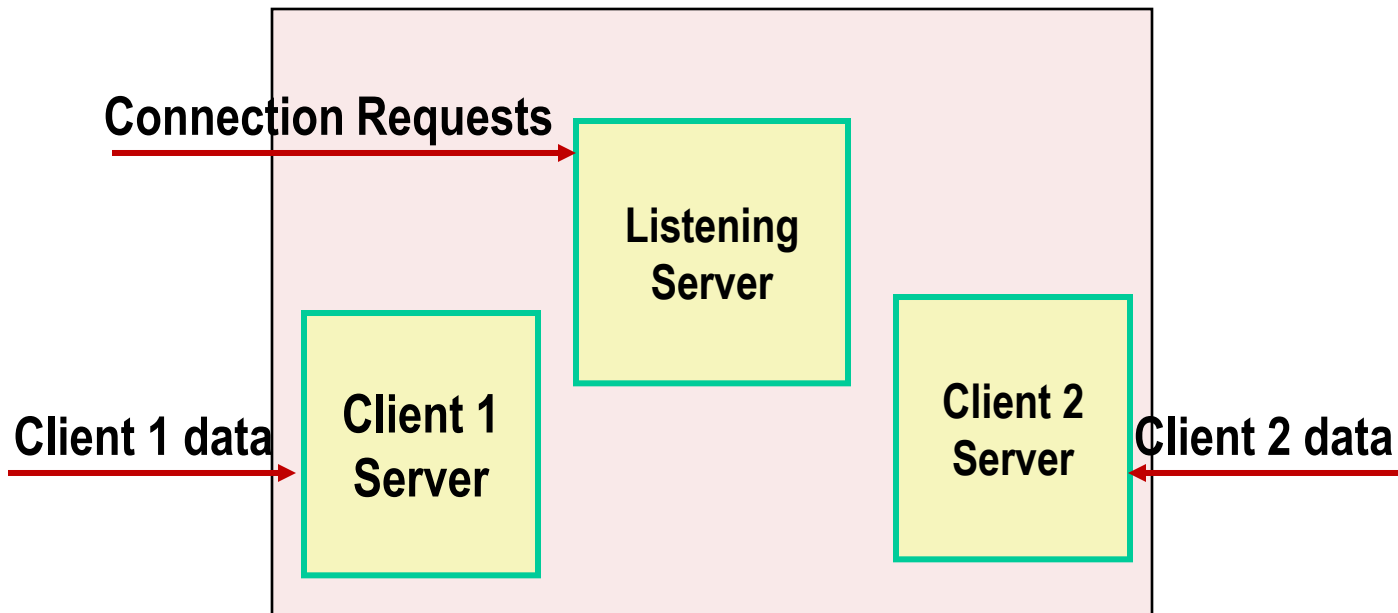 Connection Requests
Listening
Server
Client 1 data
Client 1
Server
Client 2
Server
Client 2 data